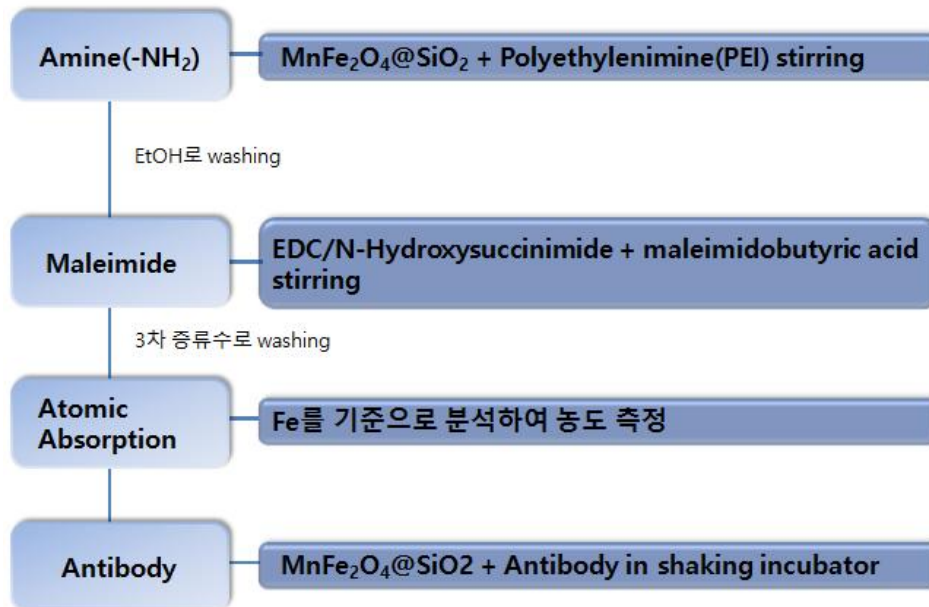 Amine(-NH₂)
MnFe₂O₄@SiO₂ + Polyethylenimine(PEI) stirring
EtOH로 washing
Maleimide
EDC/N-Hydroxysuccinimide + maleimidobutyric acid
stirring
3차 증류수로 washing
Atomic
Absorption
Fe를 기준으로 분석하여 농도 측정
Antibody
MnFe₂O₄@SiO2 + Antibody in shaking incubator